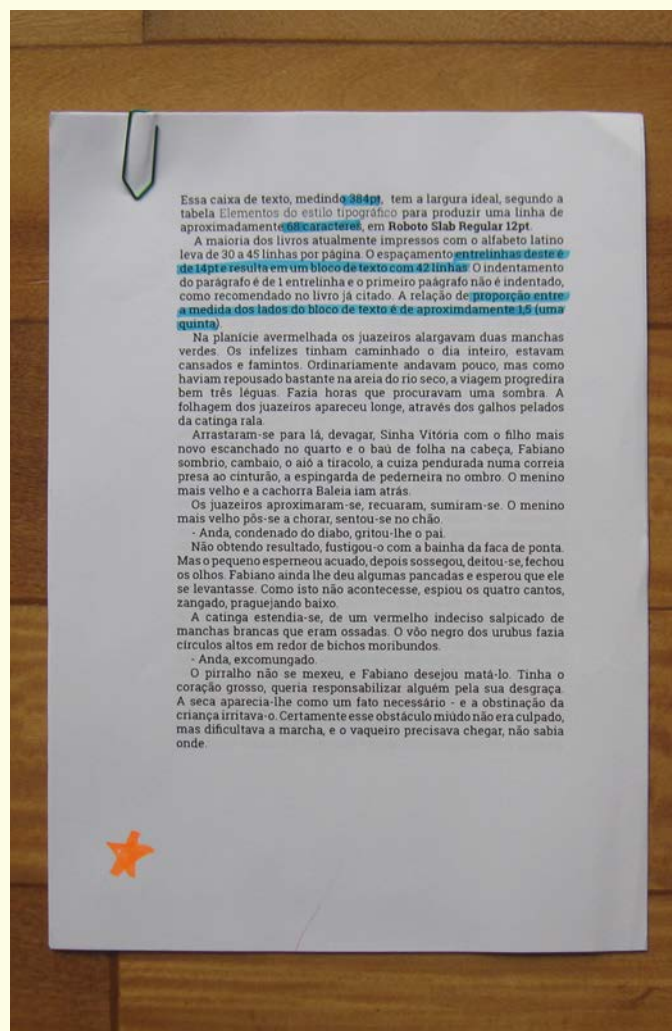 Essa caixa de texto, medindo 384pt, tem a largura ideal, segundo a
tabela Elementos do estilo tipográfico para produzir uma linha de
aproximadamente 68 caracteres, em Roboto Slab Regular 12pt.
A maioria dos livros atualmente impressos com o alfabeto latino
leva de 30 a 45 linhas por página. O espaçamento entrelinhas deste é
de 14pt e resulta em um bloco de texto com 42 linhas. O indentamento
do parágrafo é de 1 entrelinha e o primeiro paágrafo não é indentado,
como recomendado no livro já citado. A relação de proporção entre
a medida dos lados do bloco de texto é de aproximdamente 1,5 (uma
quinta).
Na planície avermelhada os juazeiros alargavam duas manchas
verdes. Os infelizes tinham caminhado o dia inteiro, estavam
cansados e famintos. Ordinariamente andavam pouco, mas como
haviam repousado bastante na areia do rio seco, a viagem progredira
bem três léguas. Fazia horas que procuravam uma sombra. A
folhagem dos juazeiros apareceu longe, através dos galhos pelados
da catinga rala.
Arrastaram-se para lá, devagar, Sinha Vitória com o filho mais
novo escanchado no quarto e o baú de folha na cabeça, Fabiano
sombrio, cambaio, o aió a tiracolo, a cuiza pendurada numa correia
presa ao cinturão, a espingarda de pederneira no ombro. O menino
mais velho e a cachorra Baleia iam atrás.
Os juazeiros aproximaram-se, recuaram, sumiram-se. O menino
mais velho pôs-se a chorar, sentou-se no chão.
- Anda, condenado do diabo, gritou-lhe o pai.
Não obtendo resultado, fustigou-o com a bainha da faca de ponta.
Mas o pequeno esperneou acuado, depois sossegou, deitou-se, fechou
os olhos. Fabiano ainda lhe deu algumas pancadas e esperou que ele
se levantasse. Como isto não acontecesse, espiou os quatro cantos,
zangado, praguejando baixo.
A catinga estendia-se, de um vermelho indeciso salpicado de
manchas brancas que eram ossadas. O vôo negro dos urubus fazia
círculos altos em redor de bichos moribundos.
- Anda, excomungado.
O pirralho não se mexeu, e Fabiano desejou matá-lo. Tinha o
coração grosso, queria responsabilizar alguém pela sua desgraça.
A seca aparecia-lhe como um fato necessário - e a obstinação da
criança irritava-o. Certamente esse obstáculo miúdo não era culpado,
mas dificultava a marcha, e o vaqueiro precisava chegar, não sabia
onde.